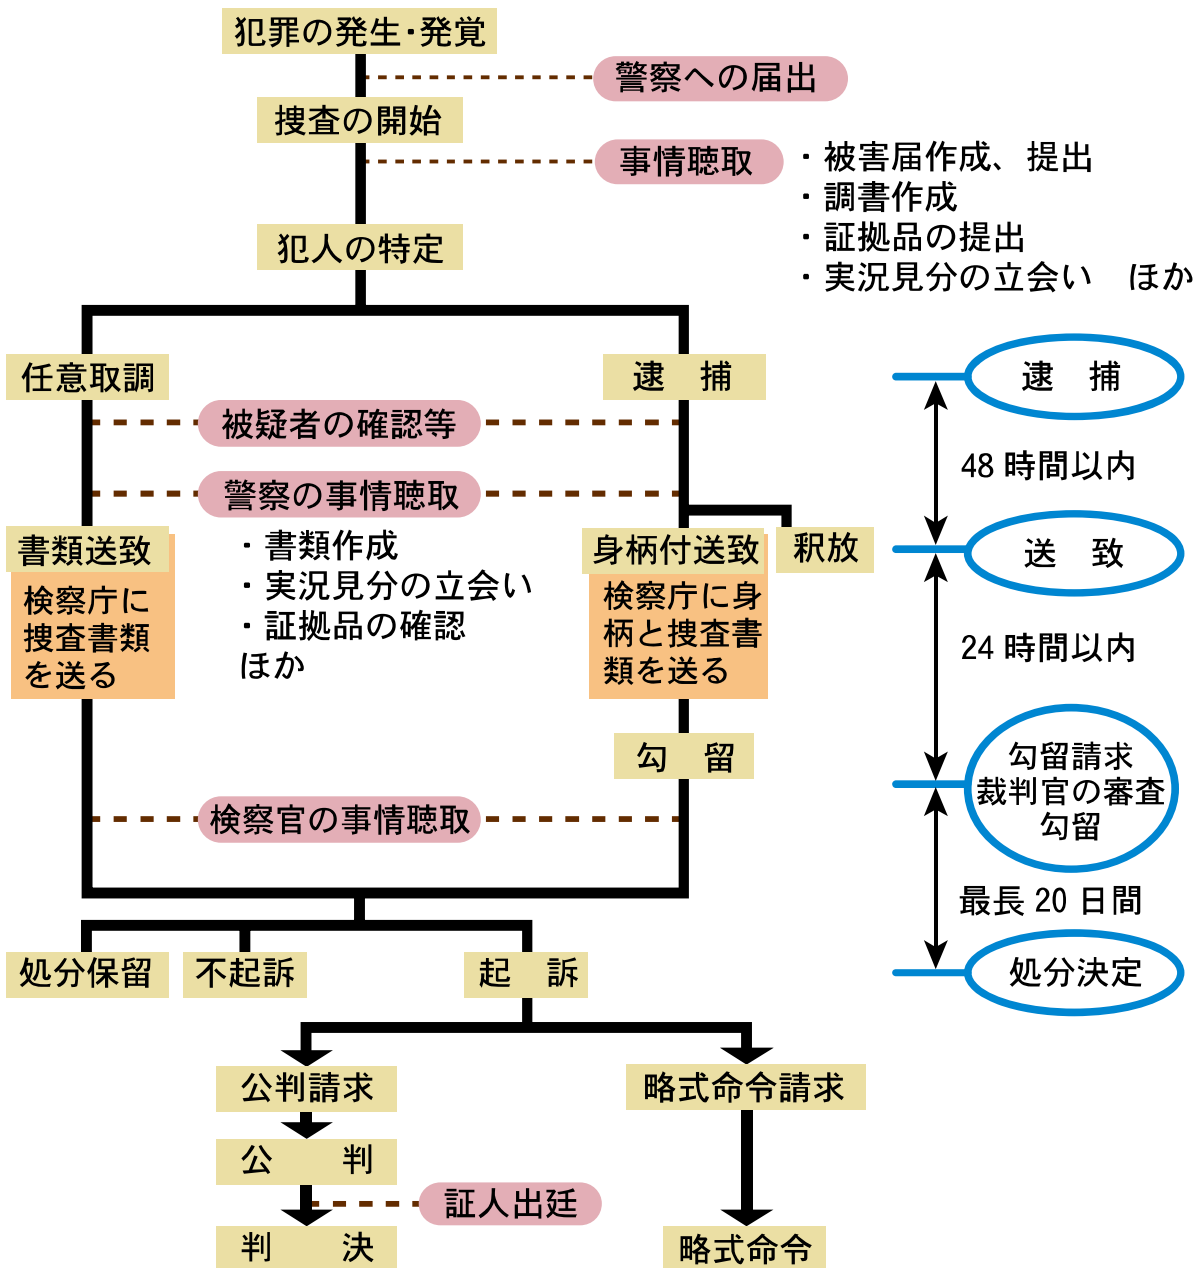 犯罪の発生・発覚
警察への届出
捜査の開始
事情聴取
・被害届作成、提出
・調書作成
・証拠品の提出
・実況見分の立会い　ほか
犯人の特定
任意取調
逮　捕
逮　捕
被疑者の確認等
48 時間以内
警察の事情聴取
・書類作成
・実況見分の立会い
・証拠品の確認
ほか
書類送致
検察庁に
捜査書類
を送る
身柄付送致
検察庁に身
柄と捜査書
類を送る
釈放
送　致
24 時間以内
勾　留
勾留請求
裁判官の審査
勾留
検察官の事情聴取
最長 20 日間
処分保留
不起訴
起　訴
処分決定
公判請求
略式命令請求
公　　判
証人出廷
判　　決
略式命令